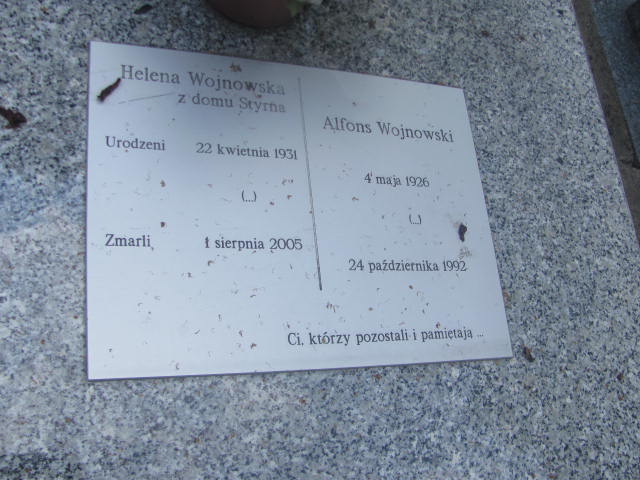 Helena Wojnowska
z domu Styrna
Alfons Wojnowski
Urodzeni 22 kwietnia 1931
4 maja 1926
(...)
(...)
Zmarli 1 sierpnia 2005
24 października 1992
Ci, którzy pozostali i pamiętają ...